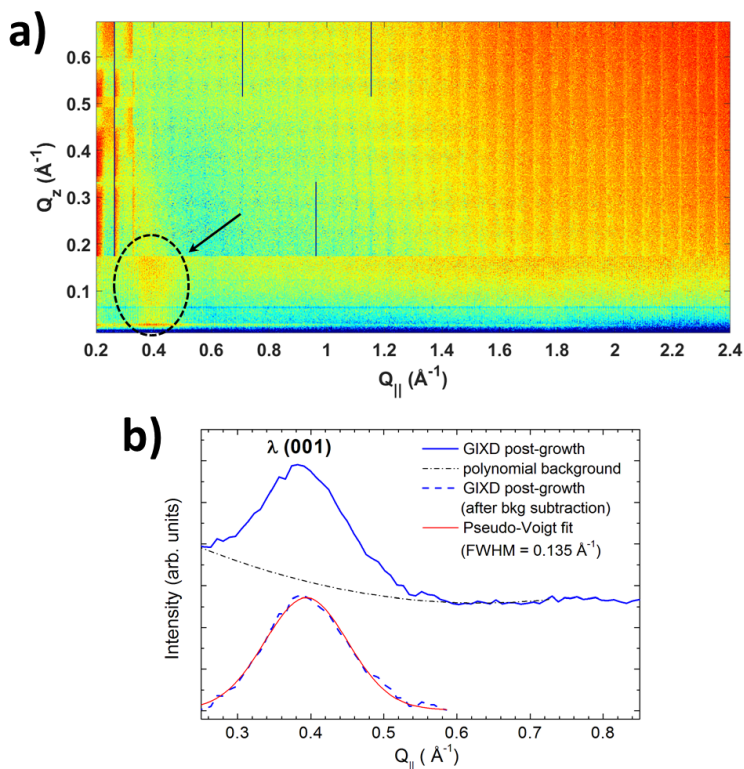 a)
0.6
0.5
0.4
0.3
0.2
0.1
Q_z (Å⁻¹)
0.2 0.4 0.6 0.8 1 1.2 1.4 1.6 1.8 2 2.2 2.4
Q_|| (Å⁻¹)
b)
λ (001)
GIXD post-growth
polynomial background
GIXD post-growth
(after bkg subtraction)
Pseudo-Voigt fit
(FWHM = 0.135 Å⁻¹)
Intensity (arb. units)
0.3 0.4 0.5 0.6 0.7 0.8
Q_|| ( Å⁻¹)